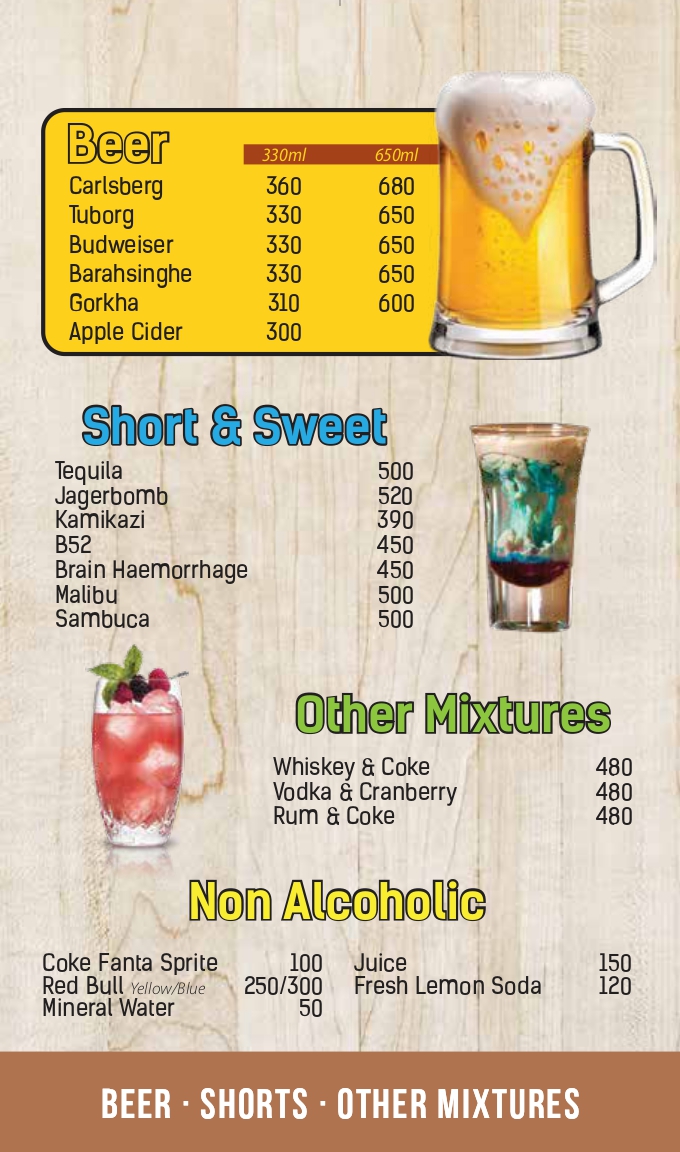 Beer
330ml 650ml
Carlsberg 360 680
Tuborg 330 650
Budweiser 330 650
Barahsinghe 330 650
Gorkha 310 600
Apple Cider 300
Short & Sweet
Tequila 500
Jagerbomb 520
Kamikazi 390
B52 450
Brain Haemorrhage 450
Malibu 500
Sambuca 500
Other Mixtures
Whiskey & Coke 480
Vodka & Cranberry 480
Rum & Coke 480
Non Alcoholic
Coke Fanta Sprite 100
Red Bull Yellow/Blue 250/300
Mineral Water 50
Juice 150
Fresh Lemon Soda 120
BEER · SHORTS · OTHER MIXTURES